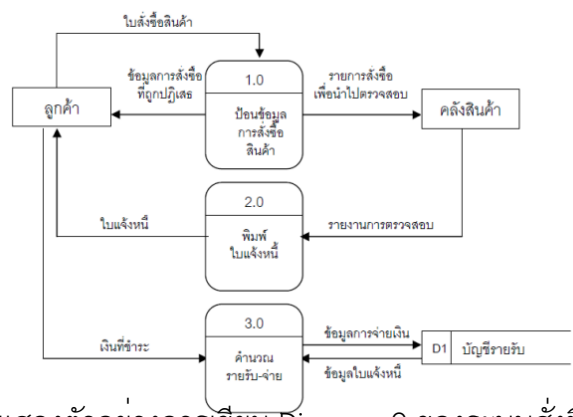 ใบสั่งซื้อสินค้า
ข้อมูลการสั่งซื้อ
ที่ถูกปฏิเสธ
1.0
ป้อนข้อมูล
การสั่งซื้อ
สินค้า
รายการสั่งซื้อ
เพื่อนำไปตรวจสอบ
ลูกค้า
คลังสินค้า
2.0
พิมพ์
ใบแจ้งหนี้
ใบแจ้งหนี้
รายงานการตรวจสอบ
3.0
คำนวณ
รายรับ-จ่าย
เงินที่ชำระ
ข้อมูลการจ่ายเงิน
D1 บัญชีรายรับ
ข้อมูลใบแจ้งหนี้